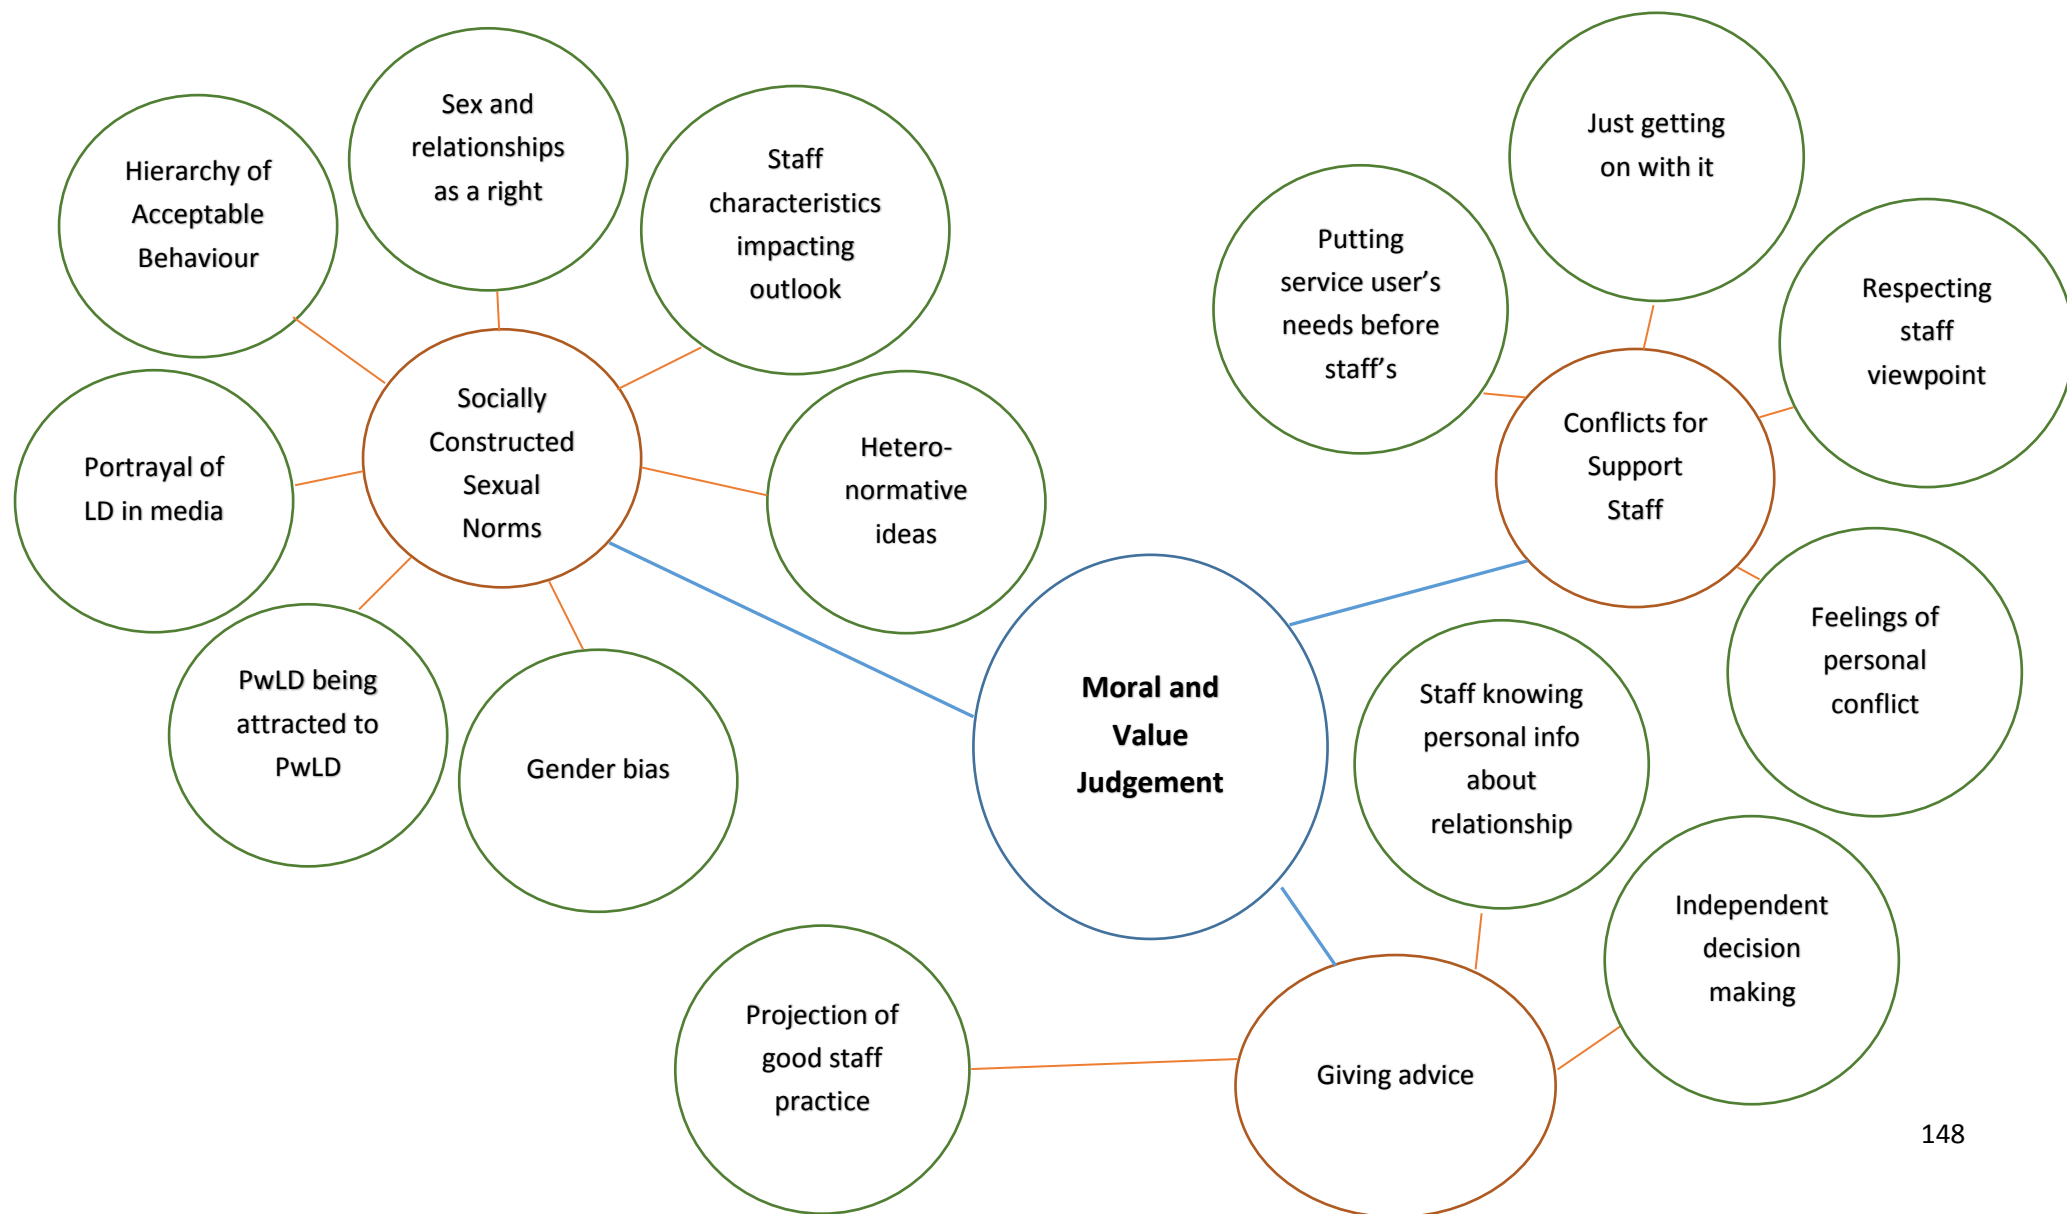 Sex and
relationships
as a right
Hierarchy of
Acceptable
Behaviour
Staff
characteristics
impacting
outlook
Socially
Constructed
Sexual
Norms
Portrayal of
LD in media
Hetero-
normative
ideas
PwLD being
attracted to
PwLD
Gender bias
Just getting
on with it
Putting
service user’s
needs before
staff’s
Respecting
staff
viewpoint
Conflicts for
Support
Staff
Feelings of
personal
conflict
Moral and
Value
Judgement
Staff knowing
personal info
about
relationship
Independent
decision
making
Projection of
good staff
practice
Giving advice
148